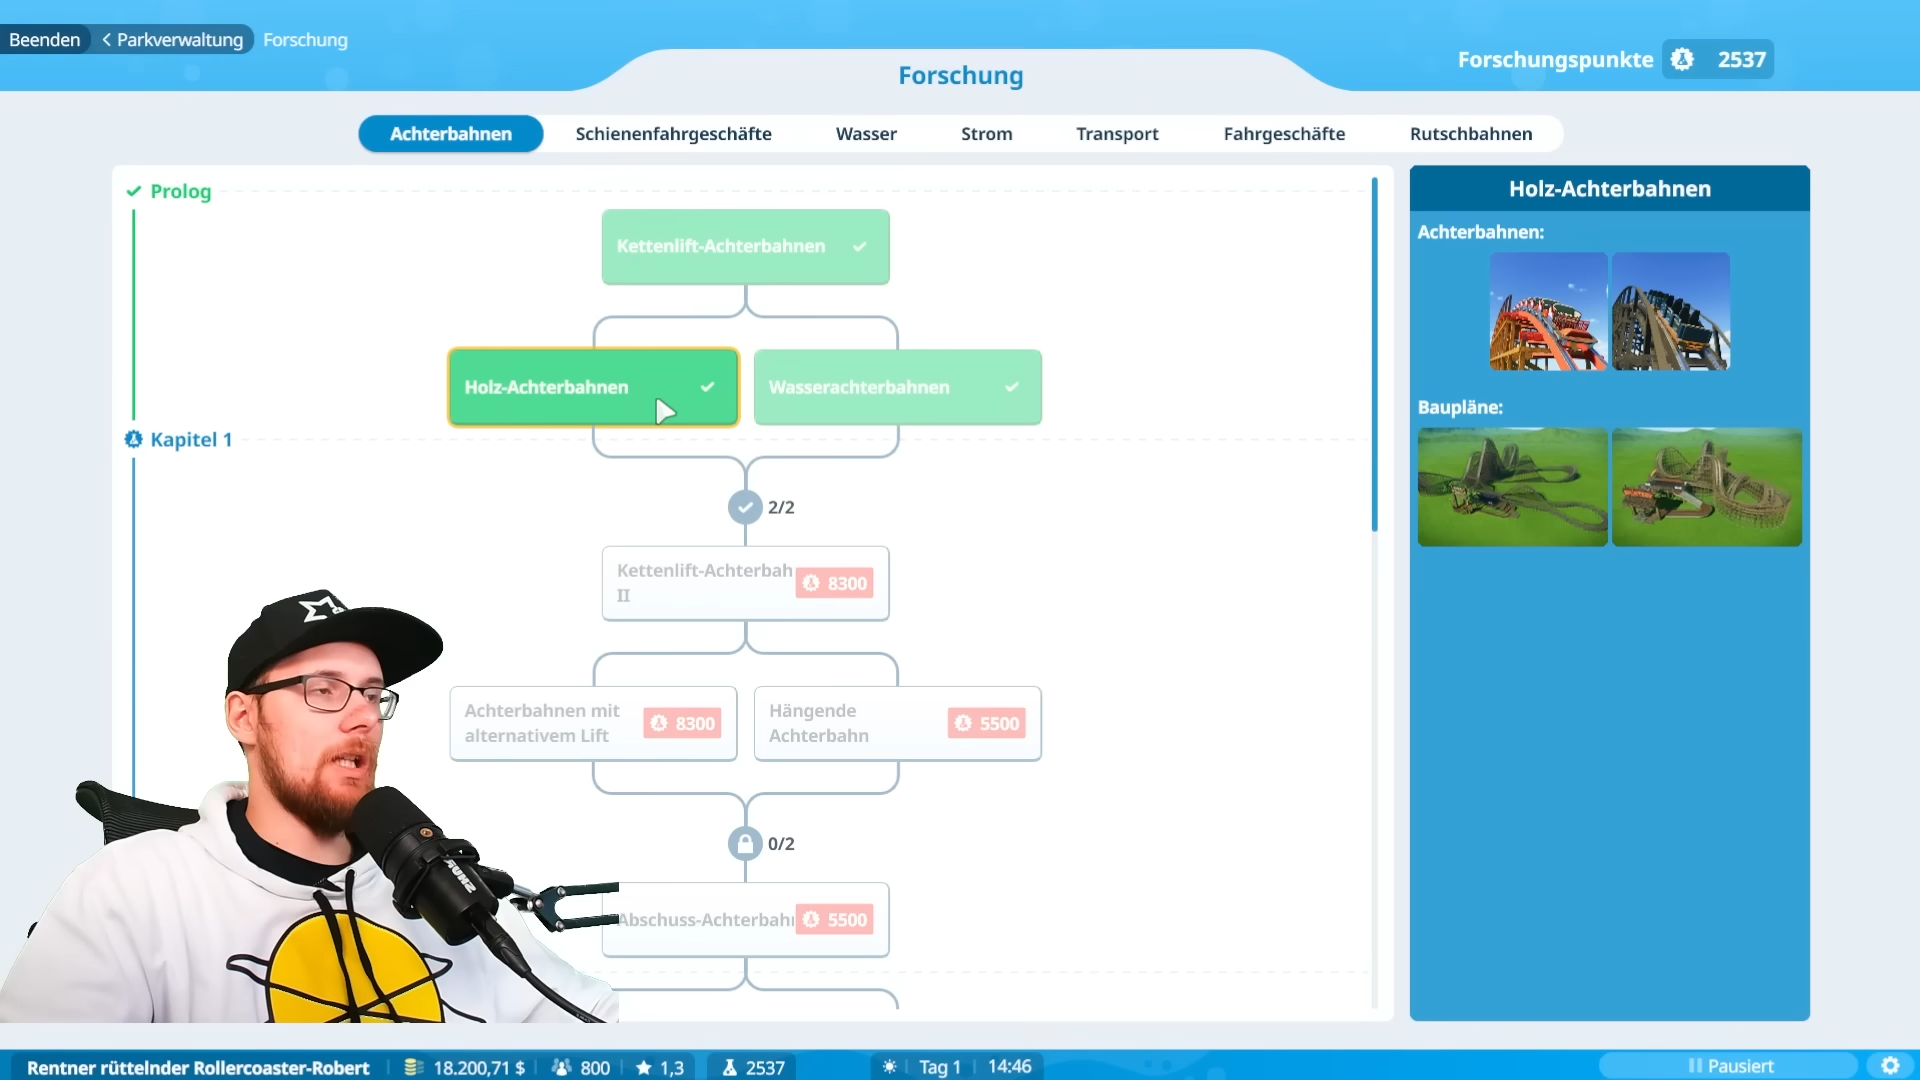 Beenden
Parkverwaltung
Forschung
Forschung
Forschungspunkte
2537
Achterbahnen
Schienenfahrgeschäfte
Wasser
Strom
Transport
Fahrgeschäfte
Rutschbahnen
Prolog
Kettenlift-Achterbahnen
Holz-Achterbahnen
Wasserachterbahnen
Kapitel 1
2/2
Kettenlift-Achterbah
II
8300
Achterbahnen mit
alternativem Lift
8300
Hängende
Achterbahn
5500
0/2
Abschuss-Achterbahn
5500
Holz-Achterbahnen
Achterbahnen:
Baupläne:
SHURE
Rentner rüttelnder Rollercoaster-Robert
18.200,71 $
800
1,3
2537
Tag 1
14:46
Pausiert